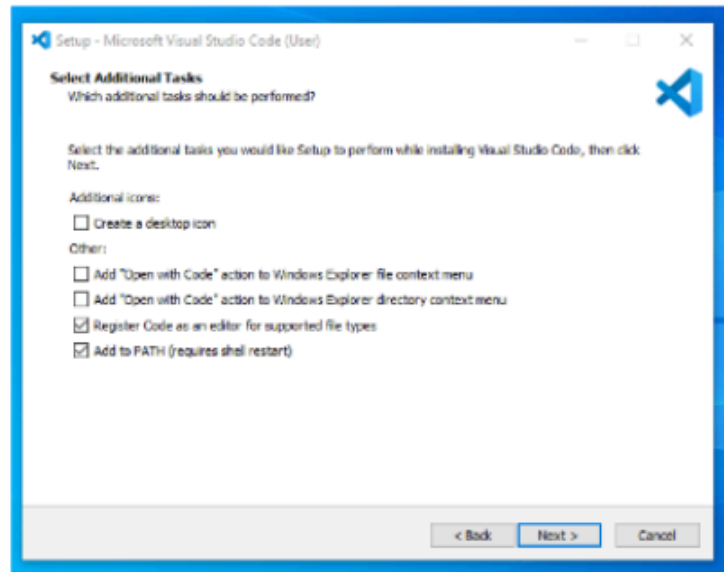 Setup - Microsoft Visual Studio Code (User)
Select Additional Tasks
Which additional tasks should be performed?
Select the additional tasks you would like Setup to perform while installing Visual Studio Code, then click
Next.
Additional icons:
Create a desktop icon
Other:
Add "Open with Code" action to Windows Explorer file context menu
Add "Open with Code" action to Windows Explorer directory context menu
Register Code as an editor for supported file types
Add to PATH (requires shell restart)
< Back Next > Cancel